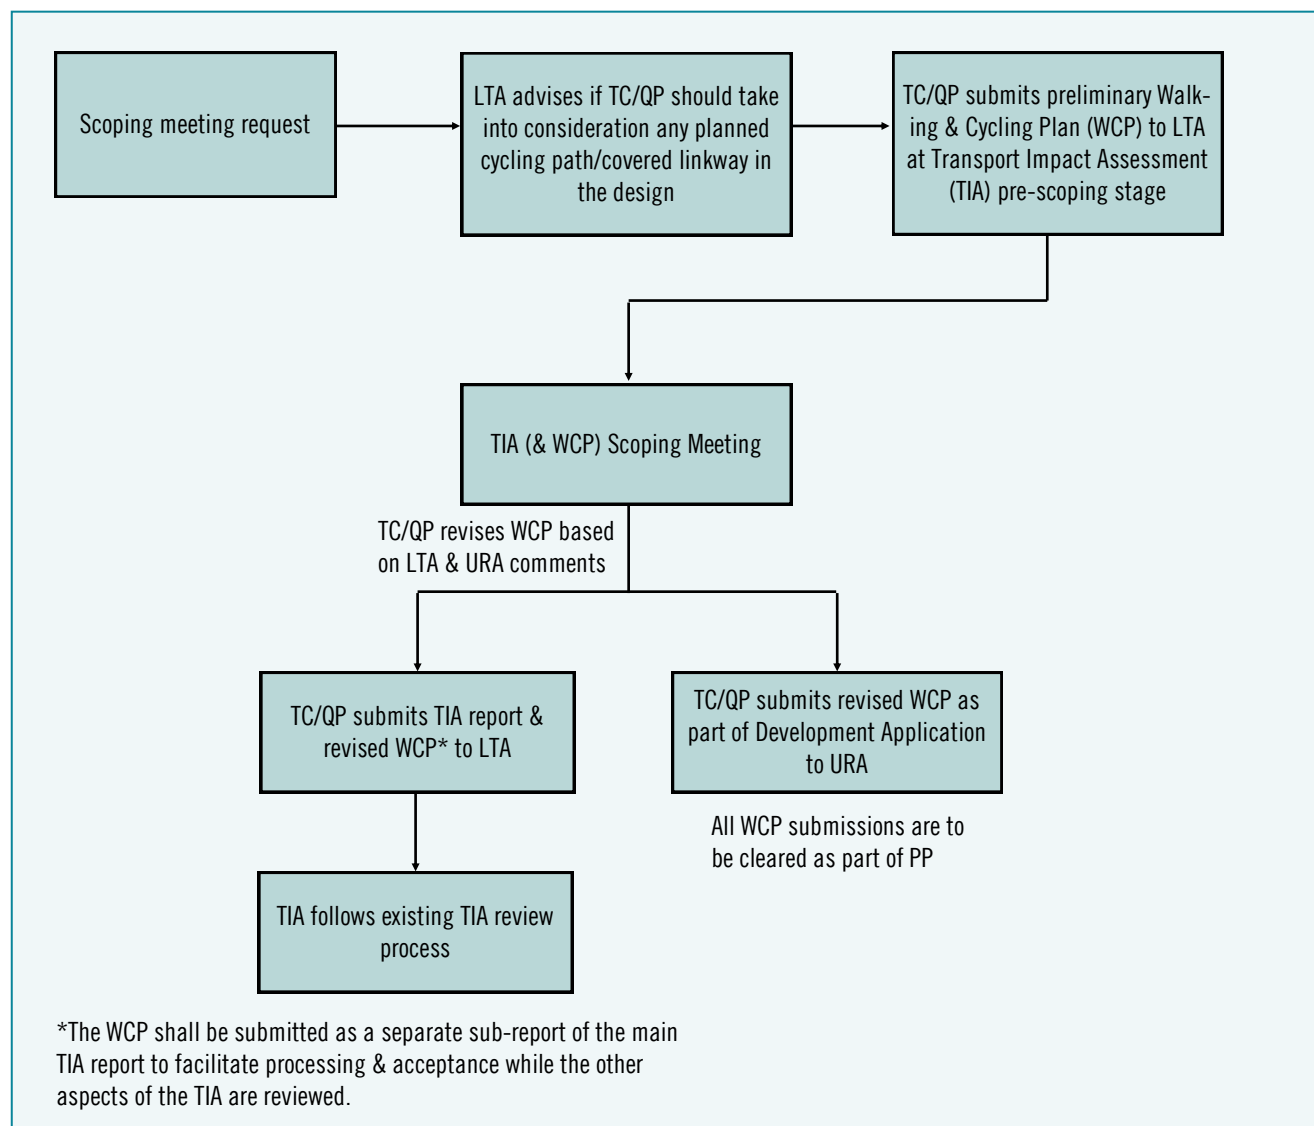 Scoping meeting request
LTA advises if TC/QP should take
into consideration any planned
cycling path/covered linkway in
the design
TC/QP submits preliminary Walk-
ing & Cycling Plan (WCP) to LTA
at Transport Impact Assessment
(TIA) pre-scoping stage
TIA (& WCP) Scoping Meeting
TC/QP revises WCP based
on LTA & URA comments
TC/QP submits TIA report &
revised WCP* to LTA
TC/QP submits revised WCP as
part of Development Application
to URA
All WCP submissions are to
be cleared as part of PP
TIA follows existing TIA review
process
*The WCP shall be submitted as a separate sub-report of the main
TIA report to facilitate processing & acceptance while the other
aspects of the TIA are reviewed.